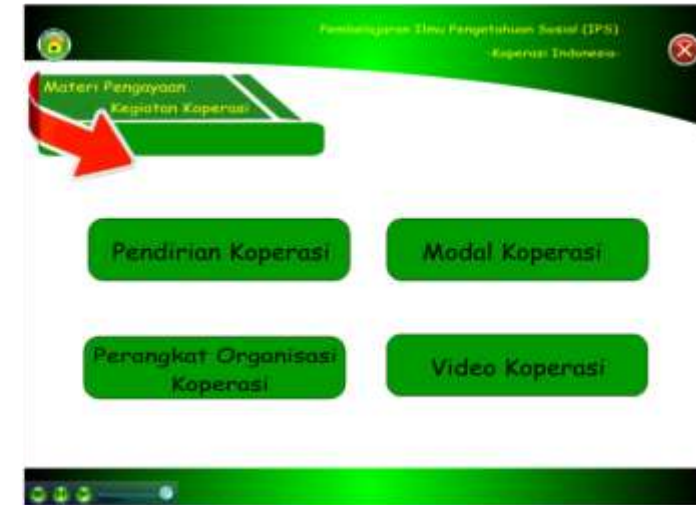 Pembelajaran Ilmu Pengetahuan Sosial (IPS)
-Koperasi Indonesia-
Materi Pengayaan
Kegiatan Koperasi
Pendirian Koperasi
Modal Koperasi
Perangkat Organisasi
Koperasi
Video Koperasi